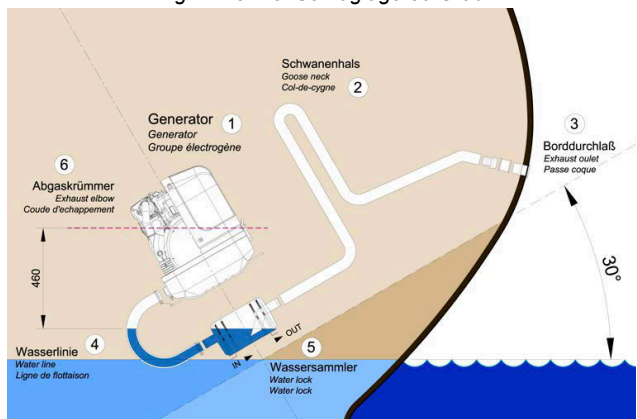 Schwanenhals
Goose neck
Col-de-cygne
2
Generator
Generator
Groupe électrogène
1
3
Borddurchlaß
Exhaust oulet
Passe coque
6
Abgaskrümmer
Exhaust elbow
Coude d'echappement
460
30°
OUT
IN
4
Wasserlinie
Water line
Ligne de flottaison
5
Wassersammler
Water lock
Water lock